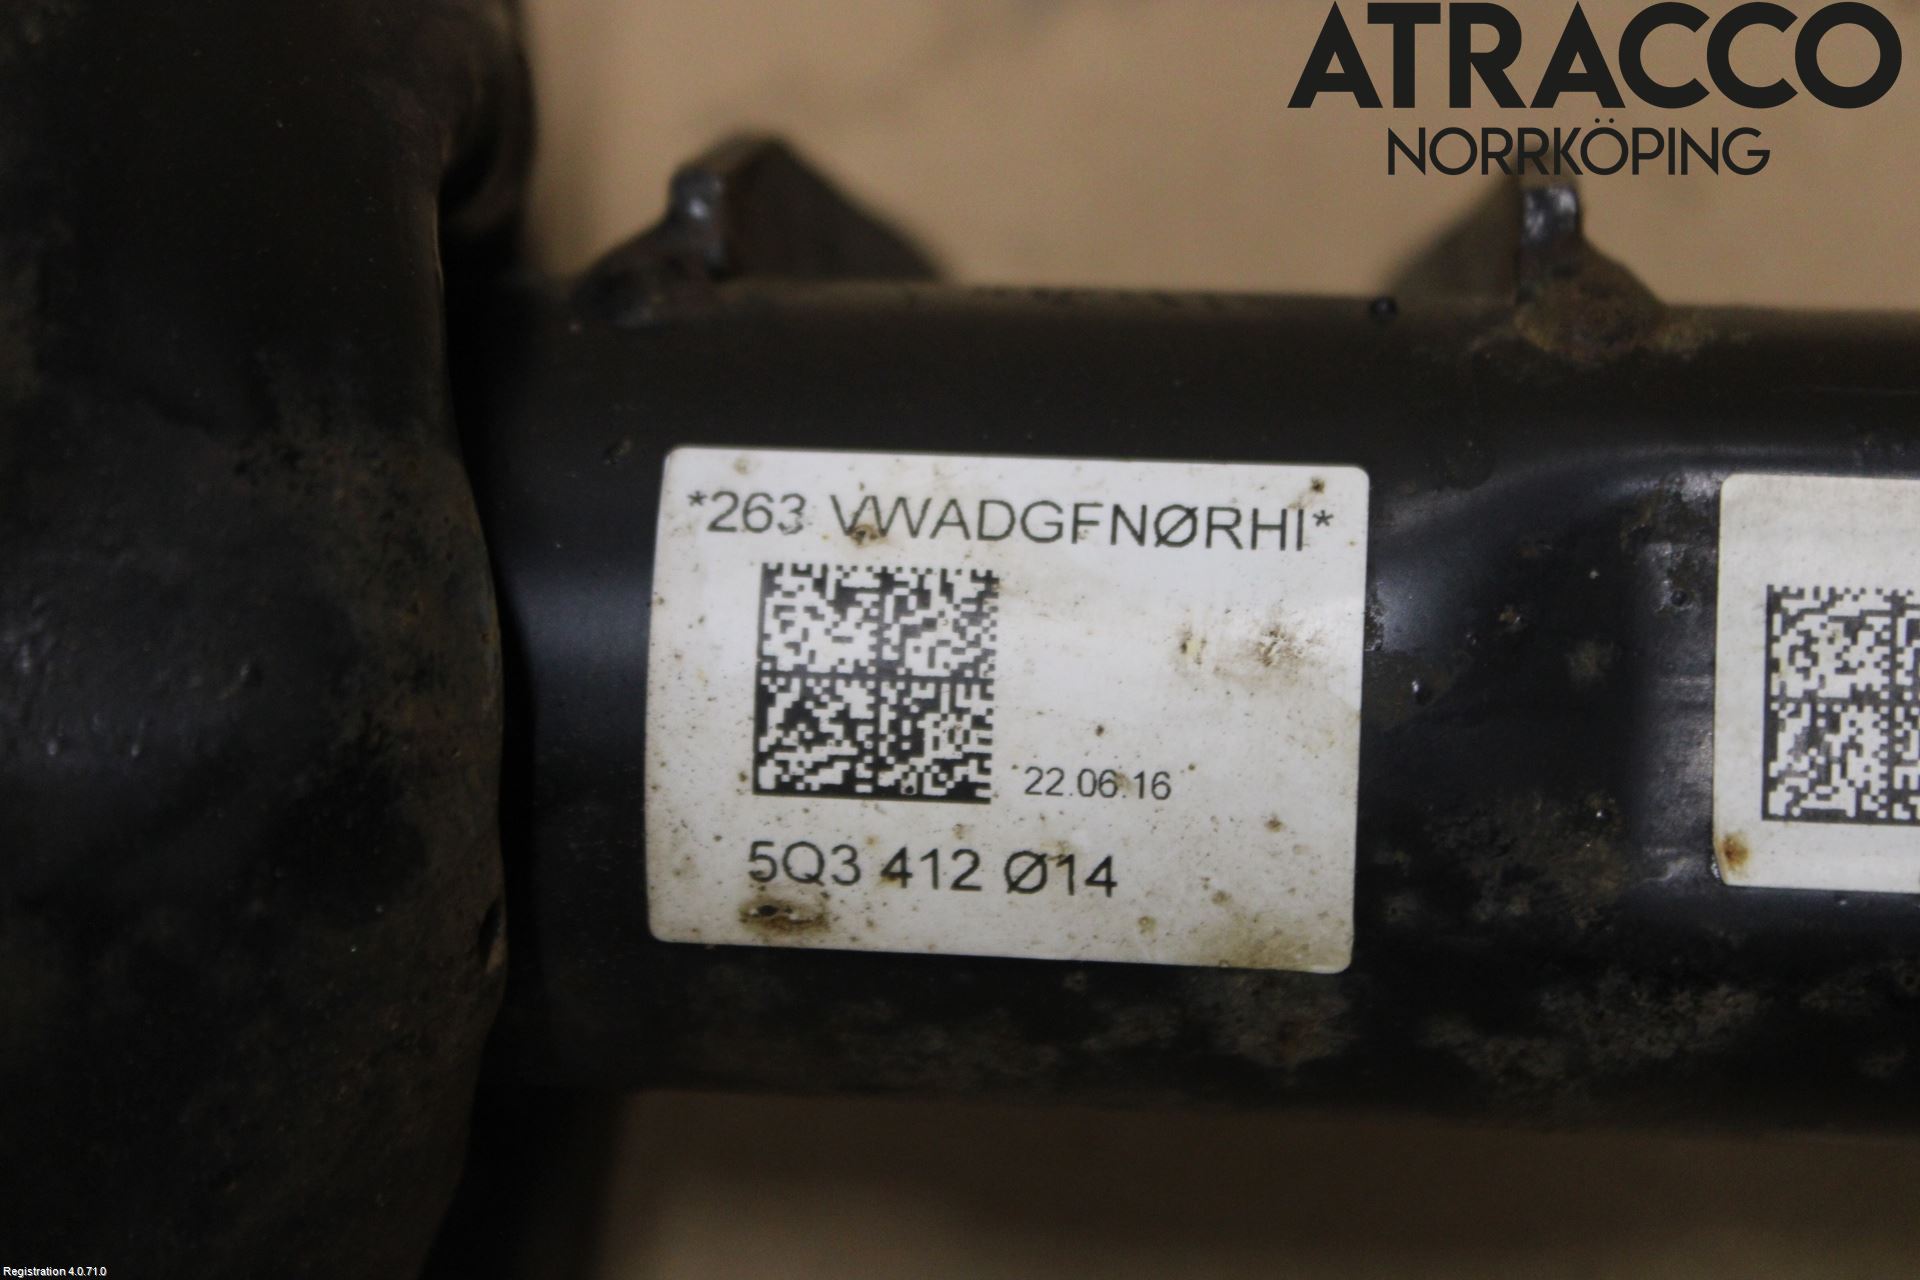 ATRACCO
NORRKÖPING
*263 VWADGFNØRHI*
22.06.16
5Q3 412 Ø14
Registration 4.0.71.0